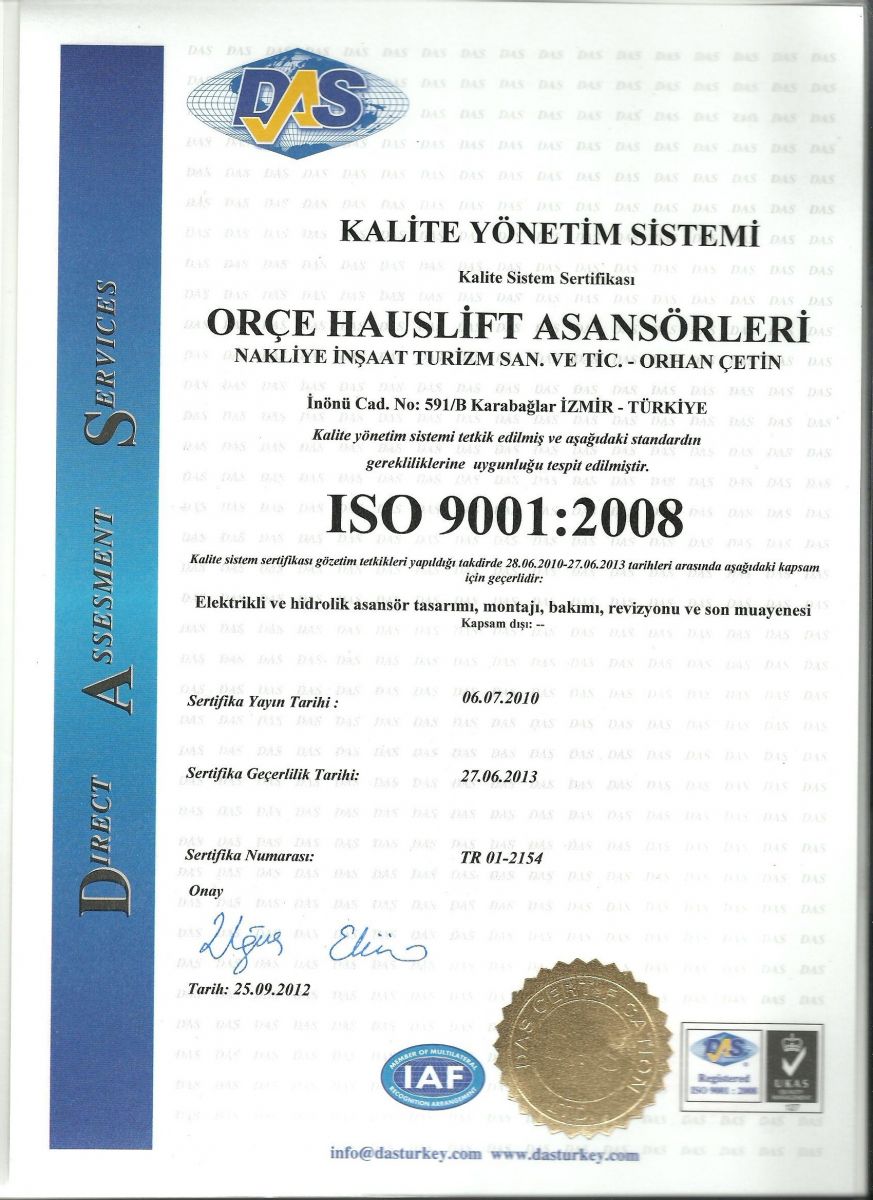 DAS
DIRECT ASSESMENT SERVICES
KALİTE YÖNETİM SİSTEMİ
Kalite Sistem Sertifikası
ORÇE HAUSLİFT ASANSÖRLERİ
NAKLİYE İNŞAAT TURİZM SAN. VE TİC. - ORHAN ÇETİN
İnönü Cad. No: 591/B Karabağlar İZMİR - TÜRKİYE
Kalite yönetim sistemi tetkik edilmiş ve aşağıdaki standardın
gerekliliklerine uygunluğu tespit edilmiştir.
ISO 9001:2008
Kalite sistem sertifikası gözetim tetkikleri yapıldığı takdirde 28.06.2010-27.06.2013 tarihleri arasında aşağıdaki kapsam
için geçerlidir:
Elektrikli ve hidrolik asansör tasarımı, montajı, bakımı, revizyonu ve son muayenesi
Kapsam dışı: --
Sertifika Yayın Tarihi : 06.07.2010
Sertifika Geçerlilik Tarihi: 27.06.2013
Sertifika Numarası: TR 01-2154
Onay
Tarih: 25.09.2012
DAS CERTIFICATION
MEMBER OF MULTILATERAL
IAF
RECOGNITION ARRANGEMENT
DAS
Registered
ISO 9001 : 2008
UKAS
QUALITY
MANAGEMENT
info@dasturkey.com www.dasturkey.com